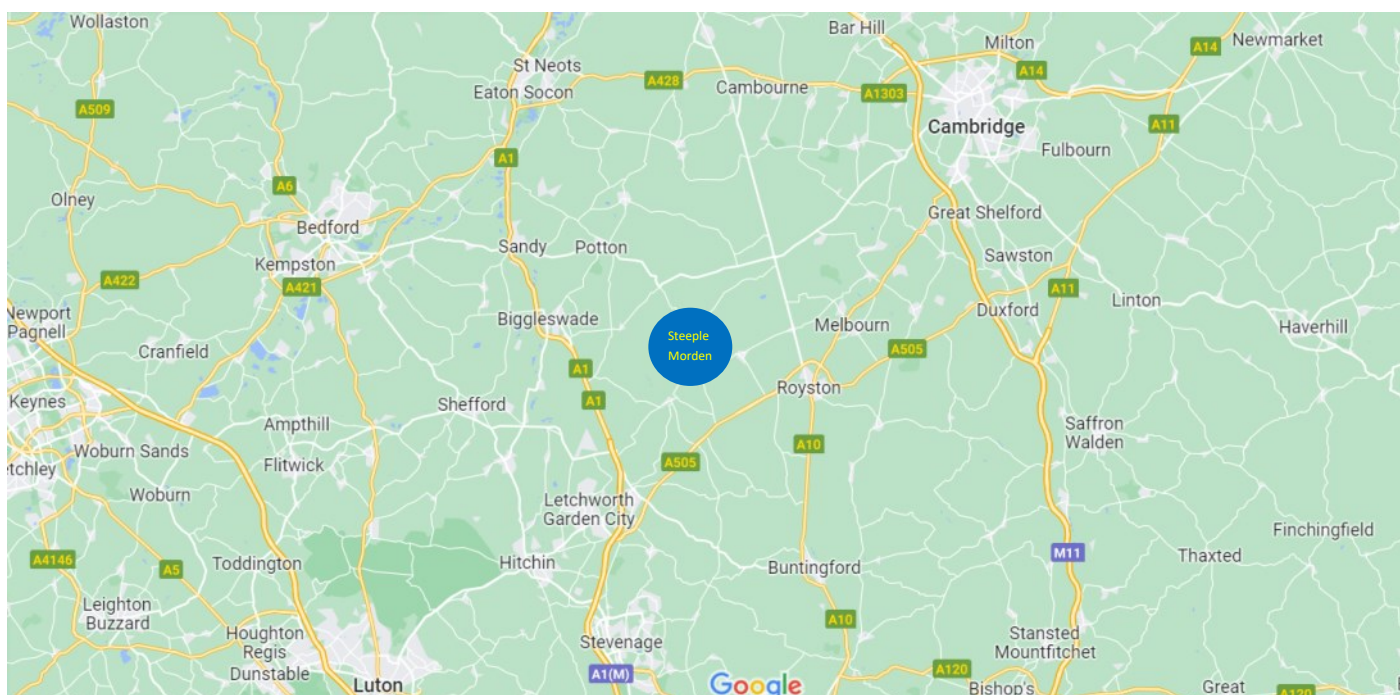 Wollaston
Bar Hill
Milton
A14
Newmarket
St Neots
Eaton Socon
A428
Cambourne
A1303
A14
A509
Cambridge
A11
Fulbourn
A1
A6
Olney
Bedford
Great Shelford
Sandy
Potton
Kempston
Sawston
A422
A421
A11
Linton
Duxford
Newport
Pagnell
Biggleswade
Steeple
Morden
Melbourn
Haverhill
Cranfield
A505
A1
Royston
Keynes
A1
Shefford
Ampthill
Saffron
Walden
Woburn Sands
A10
Flitwick
A505
etchley
Woburn
Letchworth
Garden City
Finchingfield
A4146
Toddington
Hitchin
M11
Thaxted
A5
Buntingford
Leighton
Buzzard
A10
Houghton
Regis
Stevenage
Stansted
Mountfitchet
Dunstable
A1(M)
A120
Luton
Google
Bishop's
Great
A120